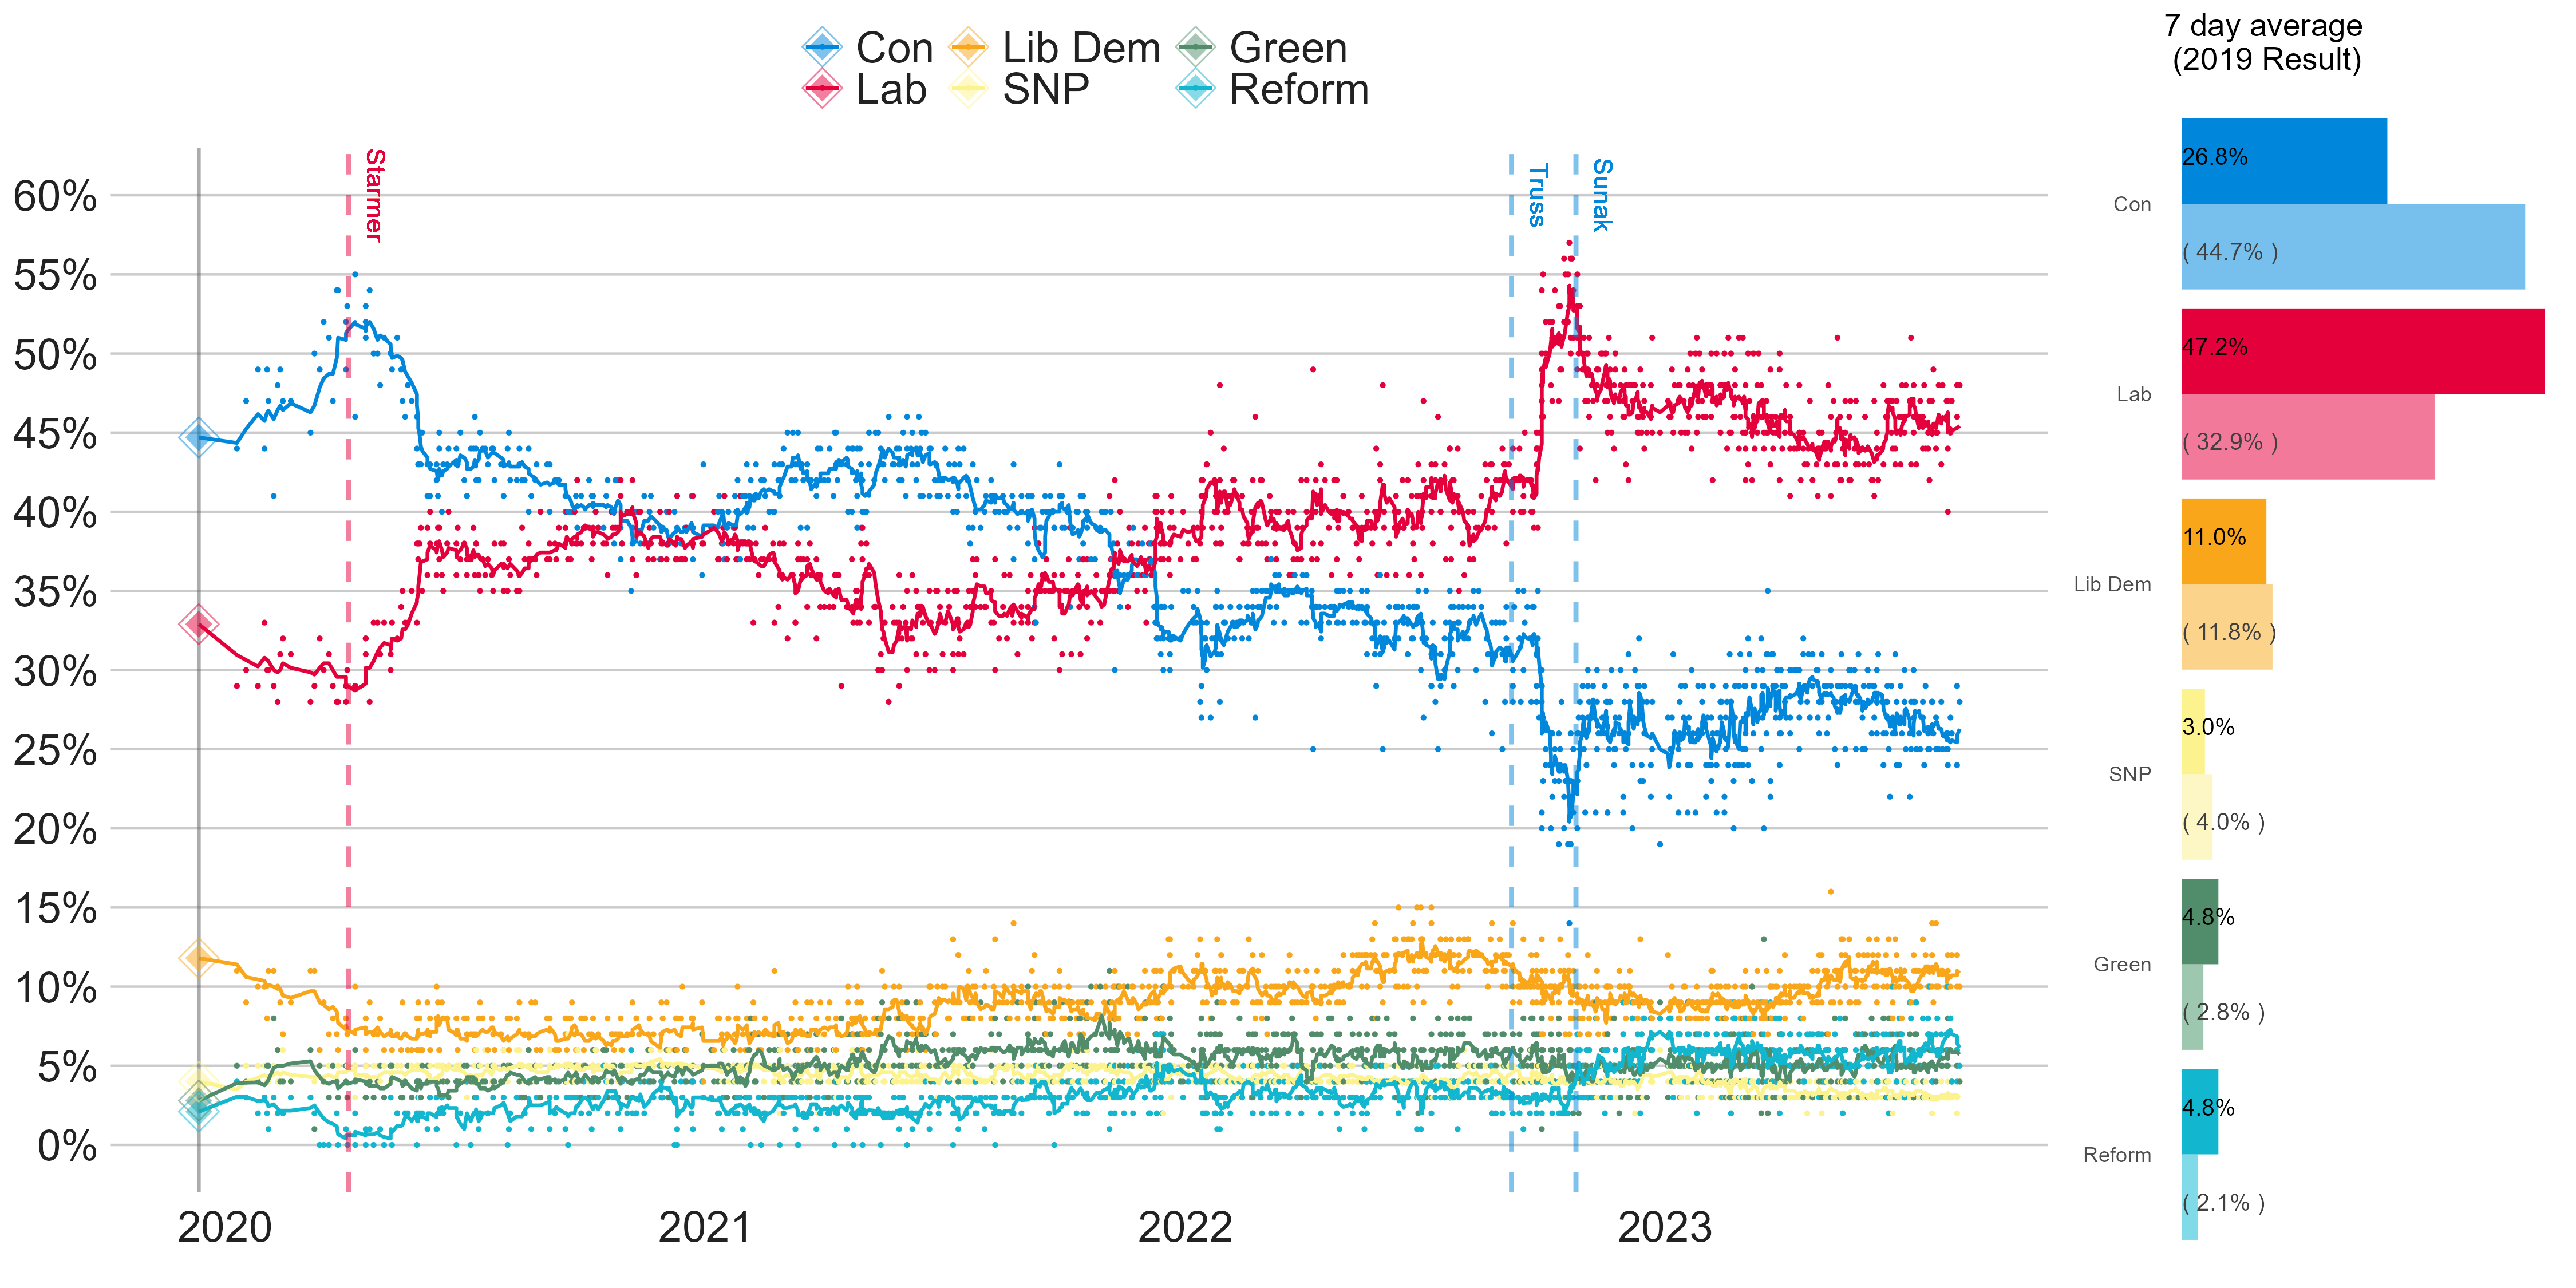 Con Lib Dem Green
Lab SNP Reform
7 day average
(2019 Result)
Starmer
Truss
Sunak
60%
55%
50%
45%
40%
35%
30%
25%
20%
15%
10%
5%
0%
2020 2021 2022 2023
Con
26.8%
( 44.7% )
Lab
47.2%
( 32.9% )
Lib Dem
11.0%
( 11.8% )
SNP
3.0%
( 4.0% )
Green
4.8%
( 2.8% )
Reform
4.8%
( 2.1% )